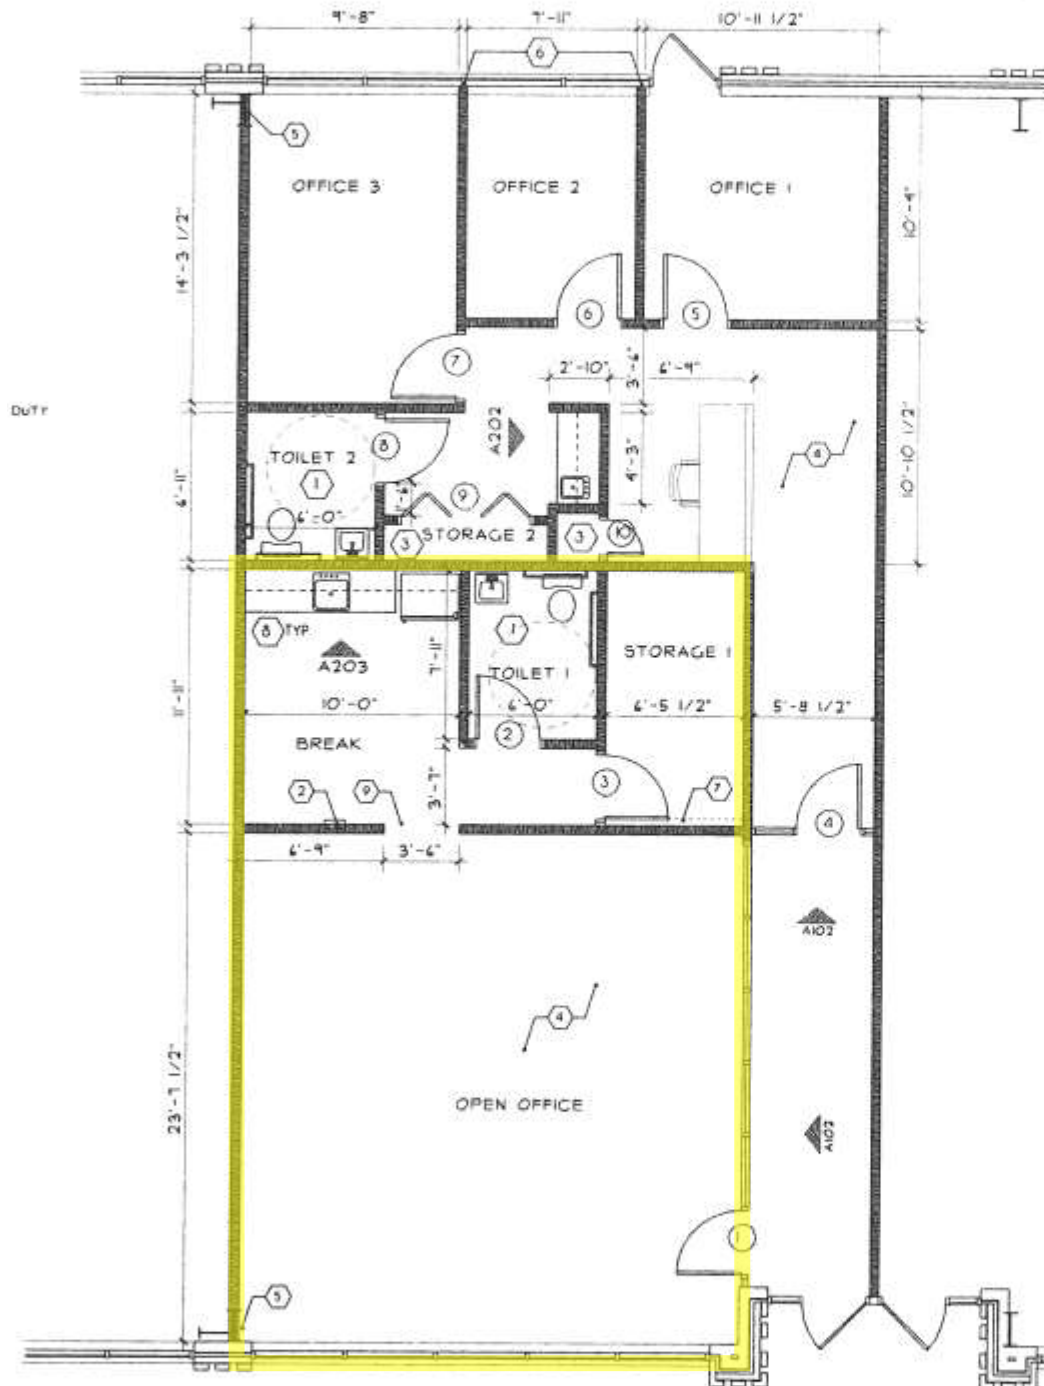 9'-8" 7'-11" 10'-11 1/2"
6
5
OFFICE 3 OFFICE 2 OFFICE 1
14'-3 1/2" 10'-4"
6 5
7 2'-10" 3'-6" 6'-9"
DUTY
A202
8 4'-3" 4 10'-10 1/2"
TOILET 2
1
6'-11" 6'-0" 9
3 STORAGE 2 3 10
8 TYP. 1
A203 7'-11" TOILET 1 STORAGE 1
11'-11" 10'-0" 6'-0" 6'-5 1/2" 5'-8 1/2"
BREAK 2
2 9 3'-7" 3 7
4
6'-9" 3'-6"
A102
4
23'-7 1/2"
OPEN OFFICE
A102
1
5